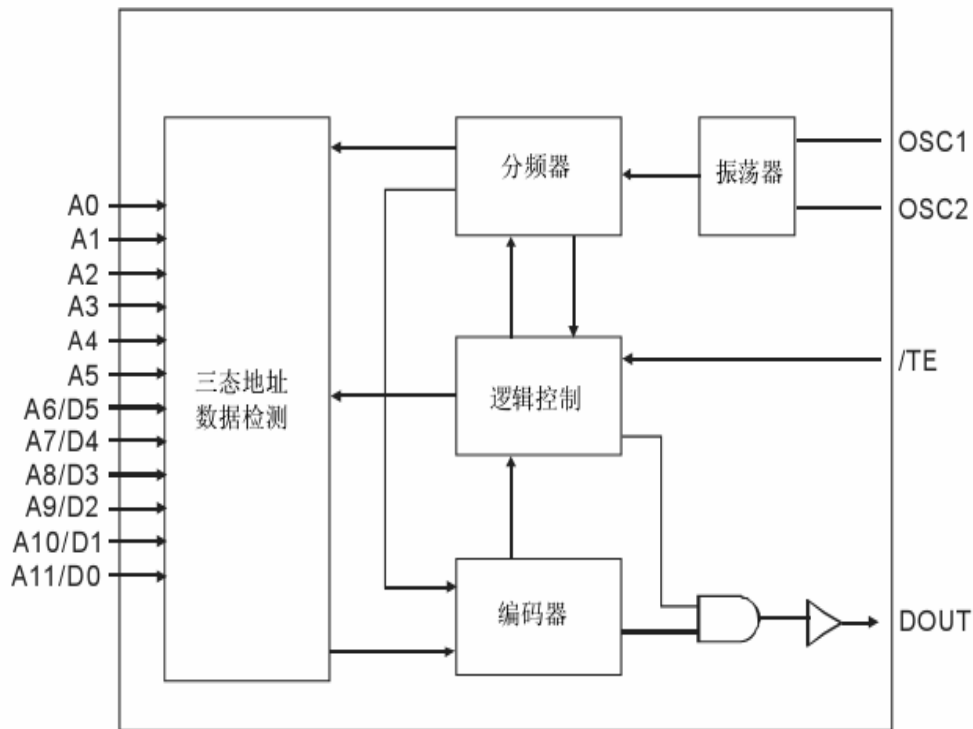 A0
A1
A2
A3
A4
A5
A6/D5
A7/D4
A8/D3
A9/D2
A10/D1
A11/D0
三态地址
数据检测
分频器
逻辑控制
编码器
振荡器
OSC1
OSC2
/TE
DOUT